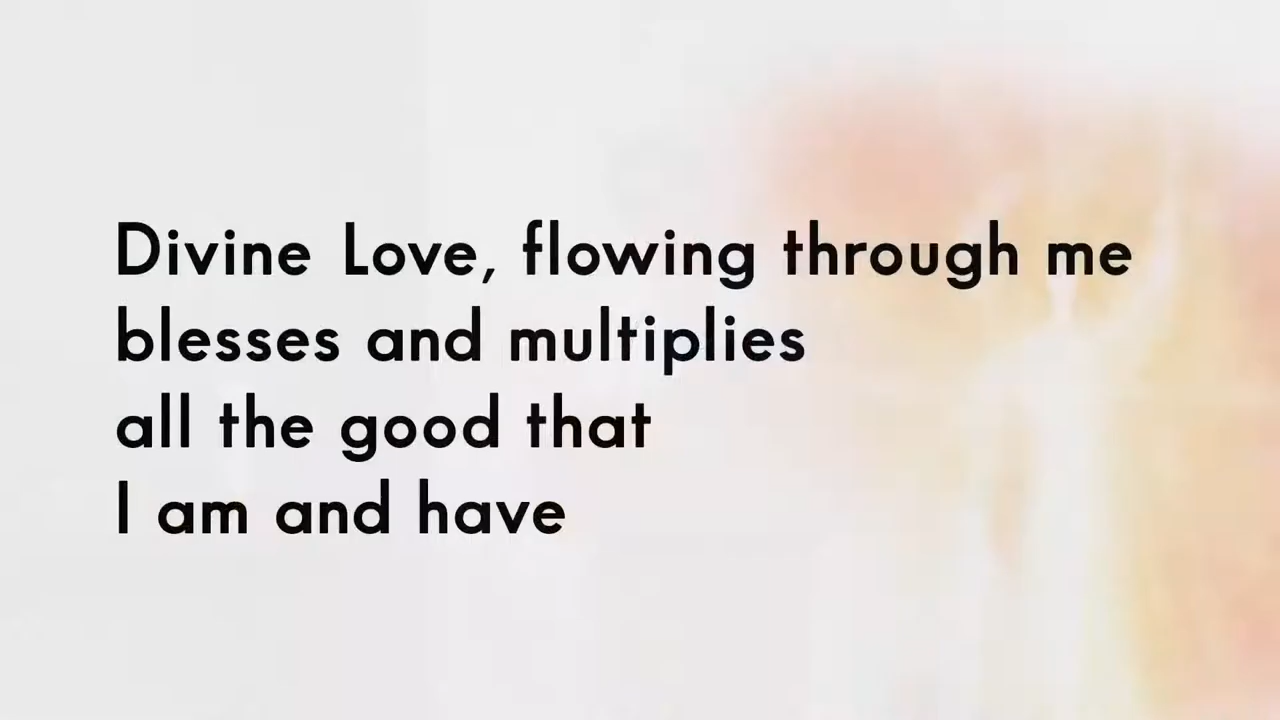 Divine Love, flowing through me
blesses and multiplies
all the good that
I am and have